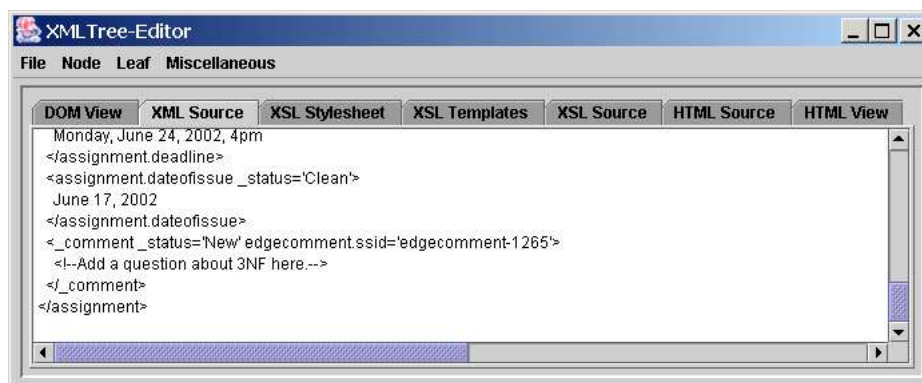 XMLTree-Editor
File Node Leaf Miscellaneous
DOM View XML Source XSL Stylesheet XSL Templates XSL Source HTML Source HTML View
Monday, June 24, 2002, 4pm
</assignment.deadline>
<assignment.dateofissue _status='Clean'>
June 17, 2002
</assignment.dateofissue>
<_comment _status='New' edgecomment.ssid='edgecomment-1265'>
<!--Add a question about 3NF here.-->
</_comment>
</assignment>